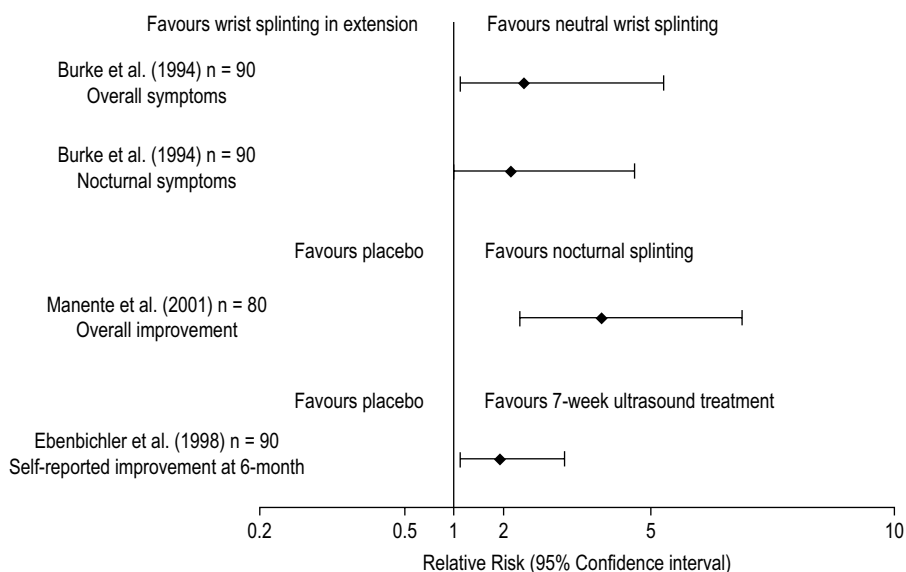 Favours wrist splinting in extension
Favours neutral wrist splinting
Burke et al. (1994) n = 90
Overall symptoms
Burke et al. (1994) n = 90
Nocturnal symptoms
Favours placebo
Favours nocturnal splinting
Manente et al. (2001) n = 80
Overall improvement
Favours placebo
Favours 7-week ultrasound treatment
Ebenbichler et al. (1998) n = 90
Self-reported improvement at 6-month
0.2 0.5 1 2 5 10
Relative Risk (95% Confidence interval)